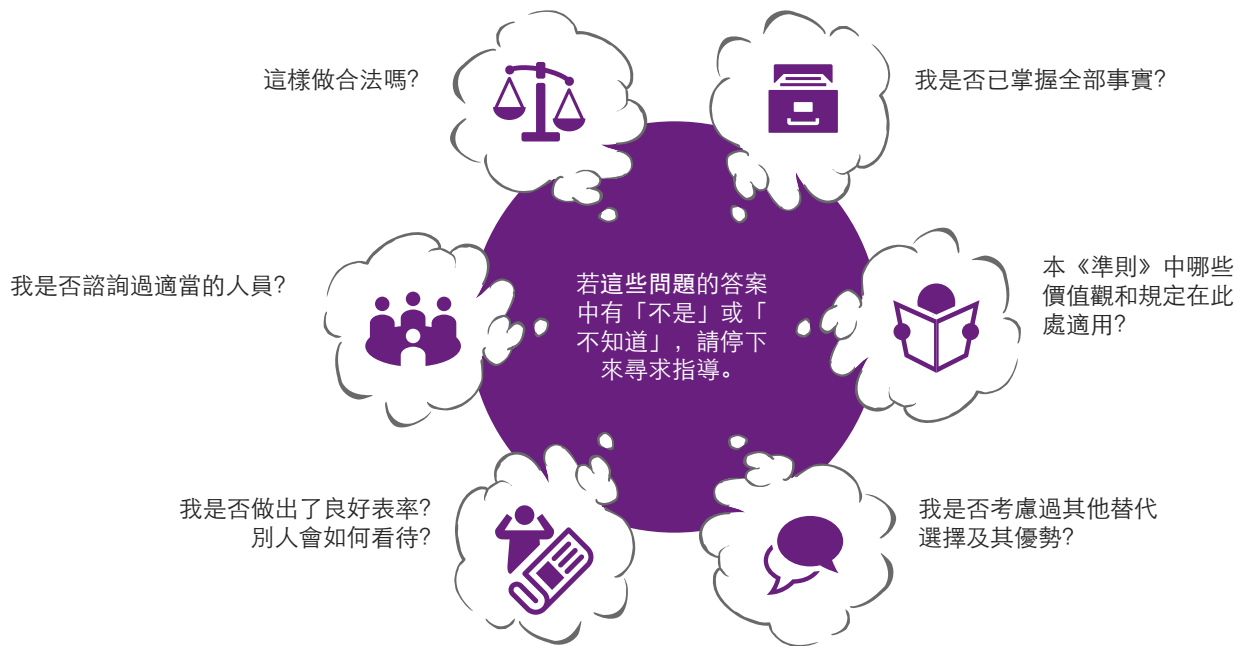 這樣做合法嗎?
我是否已掌握全部事實?
我是否諮詢過適當的人員?
若這些問題的答案
中有「不是」或「
不知道」，請停下
來尋求指導。
本《準則》中哪些
價值觀和規定在此
處適用?
我是否做出了良好表率?
別人會如何看待?
我是否考慮過其他替代
選擇及其優勢?